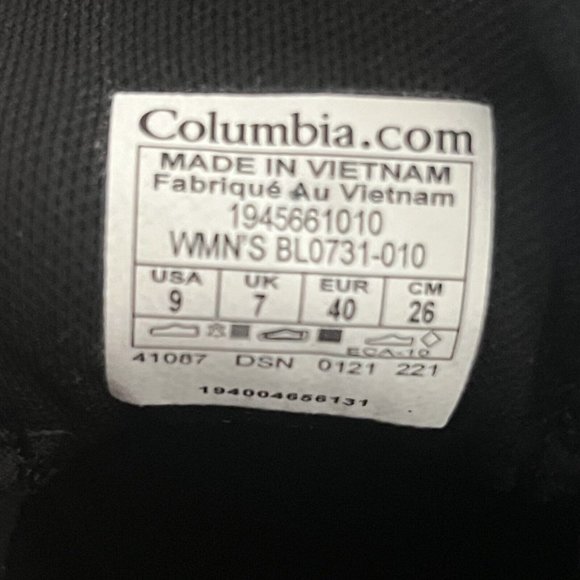 Columbia.com
MADE IN VIETNAM
Fabriqué Au Vietnam
1945661010
WMN'S BL0731-010
USA UK EUR CM
9 7 40 26
ECA-10
41087 DSN 0121 221
194004656131